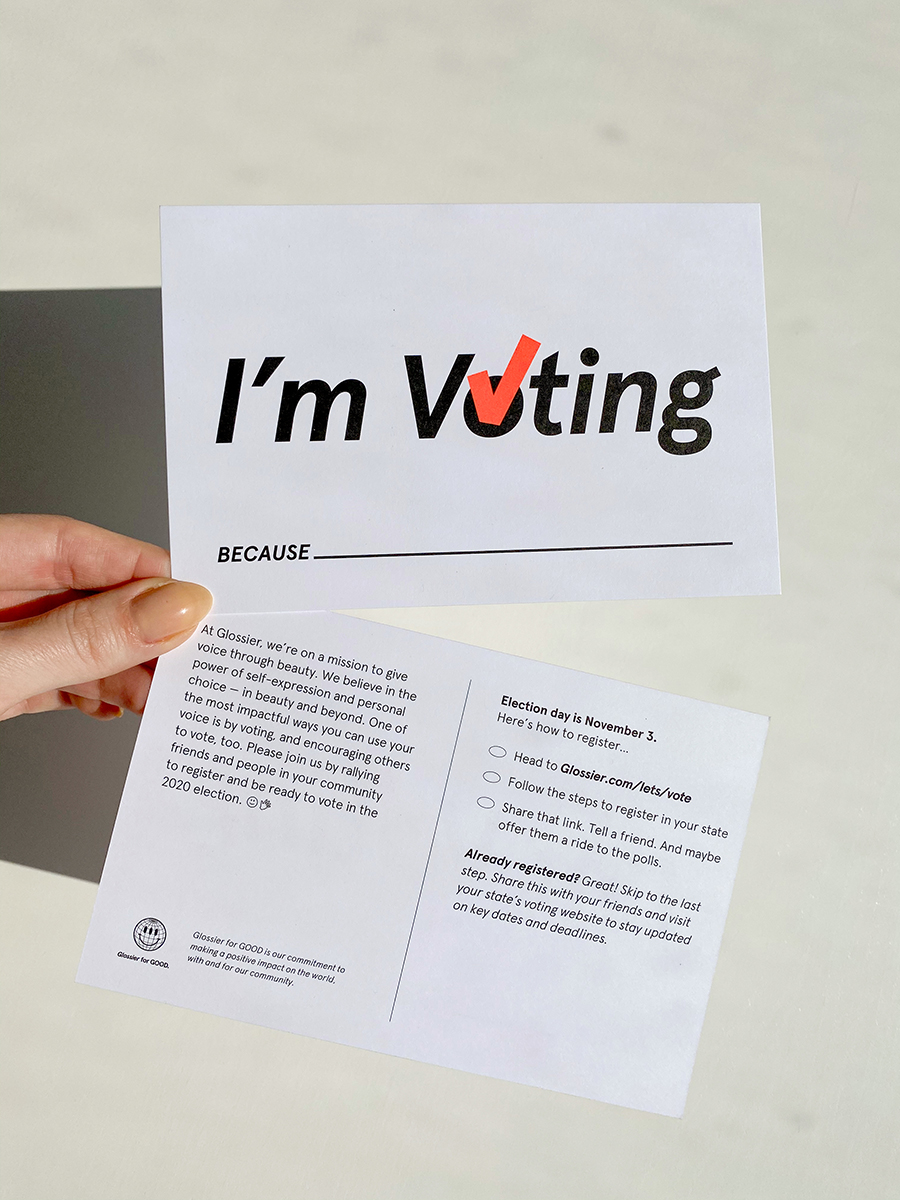 I'm Voting
BECAUSE
At Glossier, we're on a mission to give
voice through beauty. We believe in the
power of self-expression and personal
choice — in beauty and beyond. One of
the most impactful ways you can use your
voice is by voting, and encouraging others
to vote, too. Please join us by rallying
friends and people in your community
to register and be ready to vote in the
2020 election. ☺👋
Glossier for GOOD.
Glossier for GOOD is our commitment to
making a positive impact on the world,
with and for our community.
Election day is November 3.
Here's how to register...
Head to Glossier.com/lets/vote
Follow the steps to register in your state
Share that link. Tell a friend. And maybe
offer them a ride to the polls.
Already registered? Great! Skip to the last
step. Share this with your friends and visit
your state's voting website to stay updated
on key dates and deadlines.